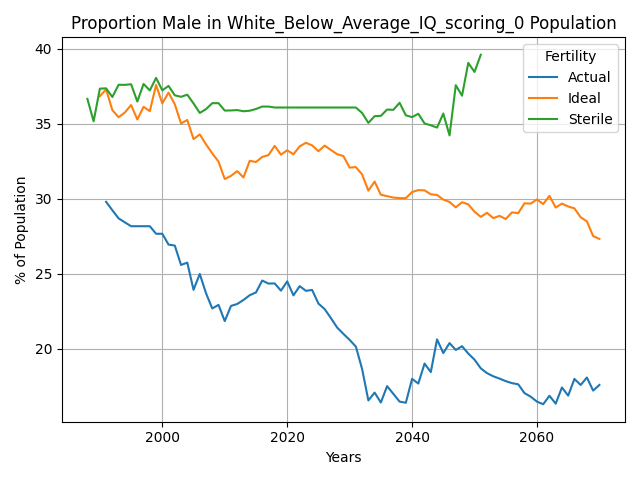 Proportion Male in White_Below_Average_IQ_scoring_0 Population
40
35
30
25
20
% of Population
Fertility
Actual
Ideal
Sterile
2000
2020
2040
2060
Years